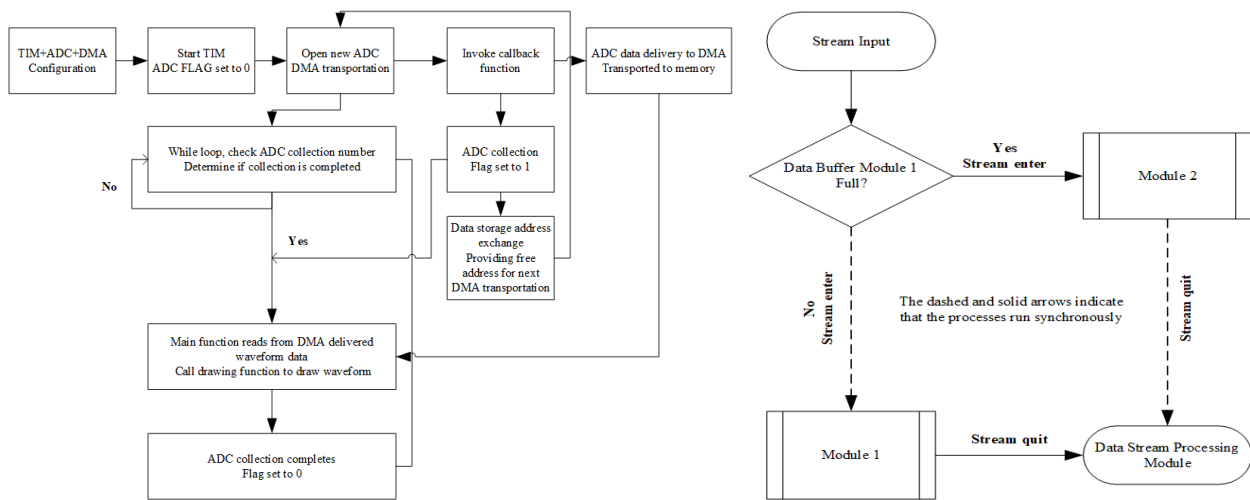 TIM+ADC+DMA
Configuration
Start TIM
ADC FLAG set to 0
Open new ADC
DMA transportation
Invoke callback
function
ADC data delivery to DMA
Transported to memory
While loop, check ADC collection number
Determine if collection is completed
No
ADC collection
Flag set to 1
Yes
Data storage address
exchange
Providing free
address for next
DMA transportation
Main function reads from DMA delivered
waveform data
Call drawing function to draw waveform
ADC collection completes
Flag set to 0
Stream Input
Data Buffer Module 1
Full?
Yes
Stream enter
Module 2
No
Stream enter
The dashed and solid arrows indicate
that the processes run synchronously
Stream quit
Module 1
Stream quit
Data Stream Processing
Module